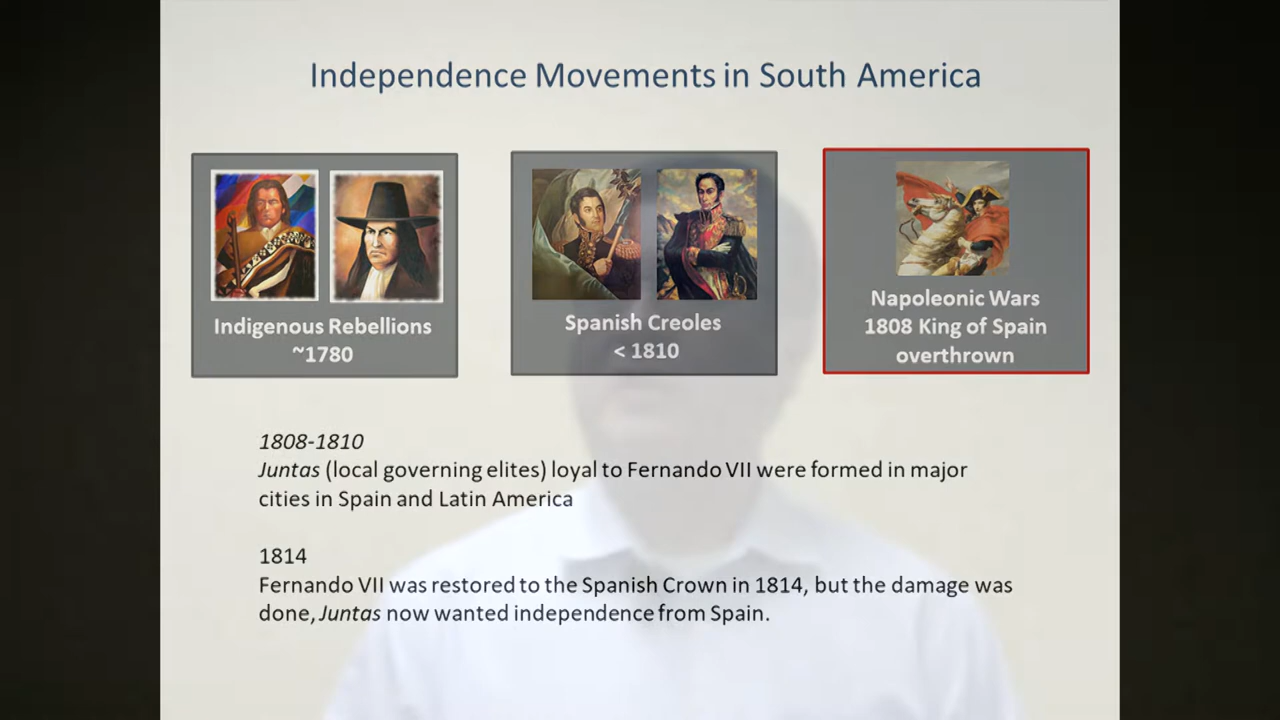 Independence Movements in South America
Indigenous Rebellions
~1780
Spanish Creoles
< 1810
Napoleonic Wars
1808 King of Spain
overthrown
1808-1810
Juntas (local governing elites) loyal to Fernando VII were formed in major
cities in Spain and Latin America
1814
Fernando VII was restored to the Spanish Crown in 1814, but the damage was
done, Juntas now wanted independence from Spain.